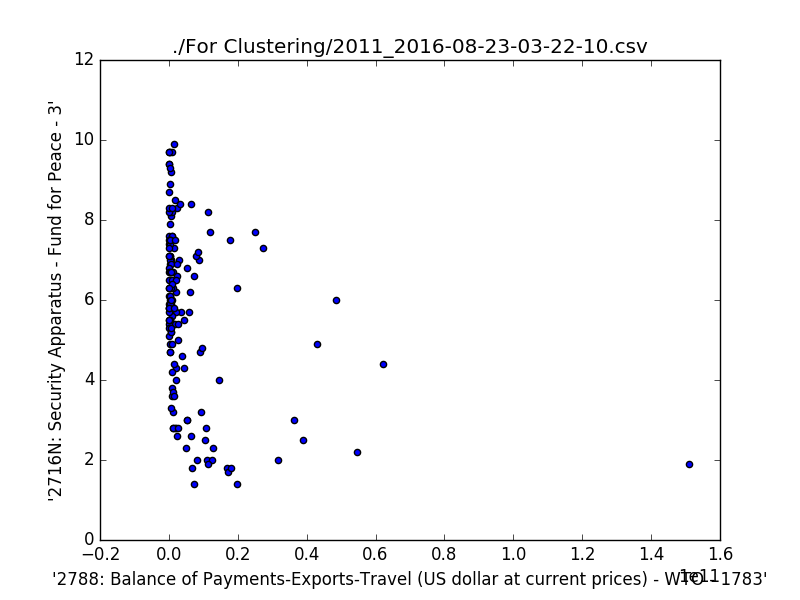 ./For Clustering/2011_2016-08-23-03-22-10.csv
12
10
8
6
4
2
0
'2716N: Security Apparatus - Fund for Peace - 3'
−0.2 0.0 0.2 0.4 0.6 0.8 1.0 1.2 1.4 1.6
1e11
'2788: Balance of Payments-Exports-Travel (US dollar at current prices) - WTO - 1783'